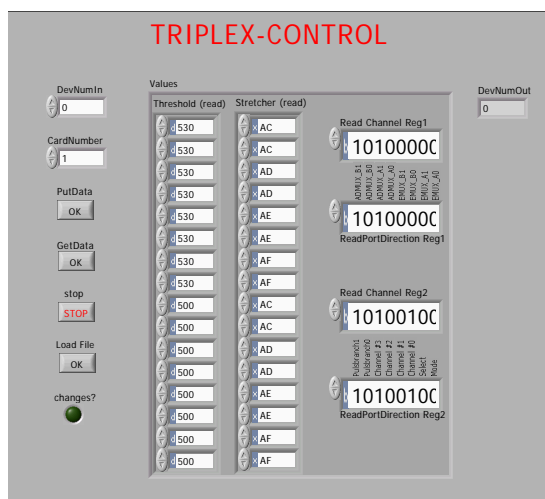 TRIPLEX-CONTROL
DevNumIn
0
CardNumber
1
PutData
OK
GetData
OK
stop
STOP
Load File
OK
changes?
Values
Threshold (read) Stretcher (read)
d 530 x AC
d 530 x AC
d 530 x AD
d 530 x AD
d 530 x AE
d 530 x AE
d 530 x AF
d 530 x AF
d 500 x AC
d 500 x AC
d 500 x AD
d 500 x AD
d 500 x AE
d 500 x AE
d 500 x AF
d 500 x AF
Read Channel Reg1
1010000
ADMUX_B1
ADMUX_B0
ADMUX_A1
ADMUX_A0
EMUX_B1
EMUX_B0
EMUX_A1
EMUX_A0
1010000
ReadPortDirection Reg1
Read Channel Reg2
1010010
Pulsbranch1
Pulsbranch0
Channel #3
Channel #2
Channel #1
Channel #0
Select
Mode
1010010
ReadPortDirection Reg2
DevNumOut
0